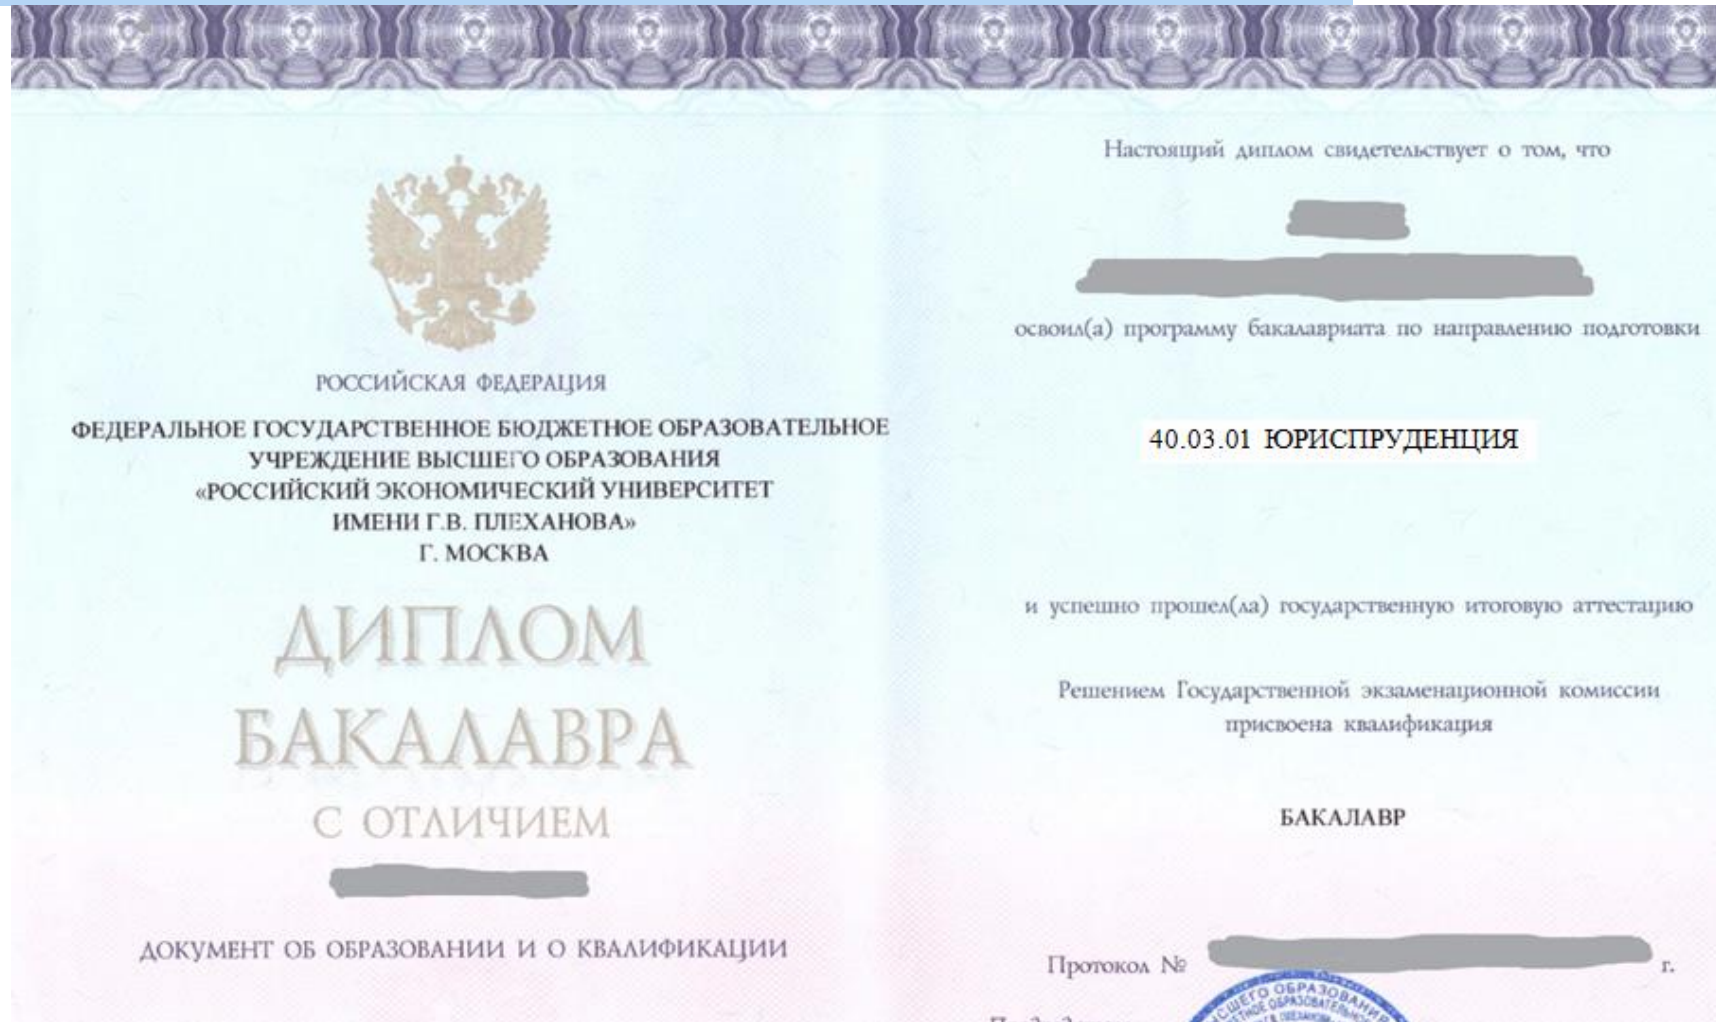 РОССИЙСКАЯ ФЕДЕРАЦИЯ
ФЕДЕРАЛЬНОЕ ГОСУДАРСТВЕННОЕ БЮДЖЕТНОЕ ОБРАЗОВАТЕЛЬНОЕ
УЧРЕЖДЕНИЕ ВЫСШЕГО ОБРАЗОВАНИЯ
«РОССИЙСКИЙ ЭКОНОМИЧЕСКИЙ УНИВЕРСИТЕТ
ИМЕНИ Г.В. ПЛЕХАНОВА»
Г. МОСКВА
ДИПЛОМ
БАКАЛАВРА
С ОТЛИЧИЕМ
ДОКУМЕНТ ОБ ОБРАЗОВАНИИ И О КВАЛИФИКАЦИИ
Настоящий диплом свидетельствует о том, что
освоил(а) программу бакалавриата по направлению подготовки
40.03.01 ЮРИСПРУДЕНЦИЯ
и успешно прошел(ла) государственную итоговую аттестацию
Решением Государственной экзаменационной комиссии
присвоена квалификация
БАКАЛАВР
Протокол № г.